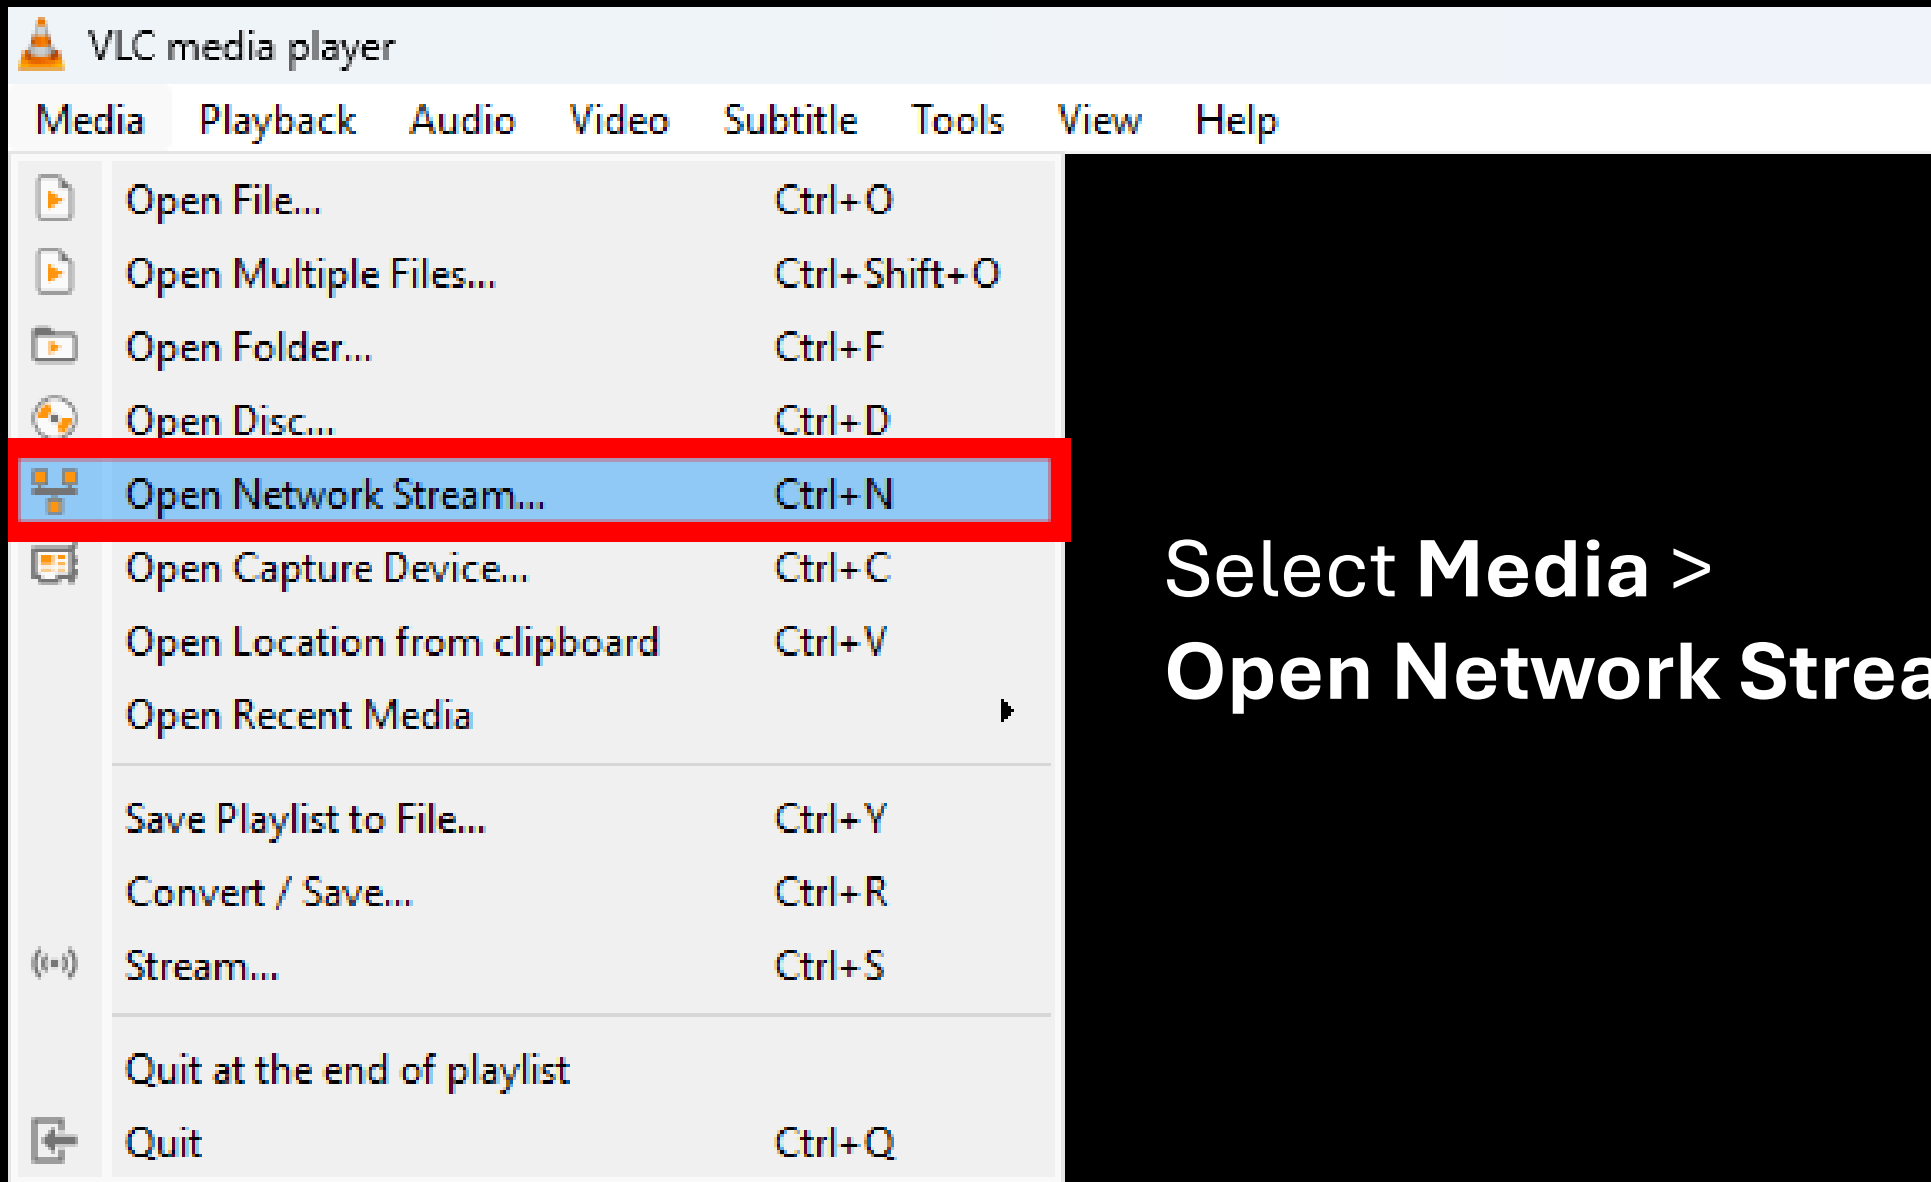 VLC media player
Media Playback Audio Video Subtitle Tools View Help
Open File... Ctrl+O
Open Multiple Files... Ctrl+Shift+O
Open Folder... Ctrl+F
Open Disc... Ctrl+D
Open Network Stream... Ctrl+N
Open Capture Device... Ctrl+C
Open Location from clipboard Ctrl+V
Open Recent Media
Save Playlist to File... Ctrl+Y
Convert / Save... Ctrl+R
Stream... Ctrl+S
Quit at the end of playlist
Quit Ctrl+Q
Select Media >
Open Network